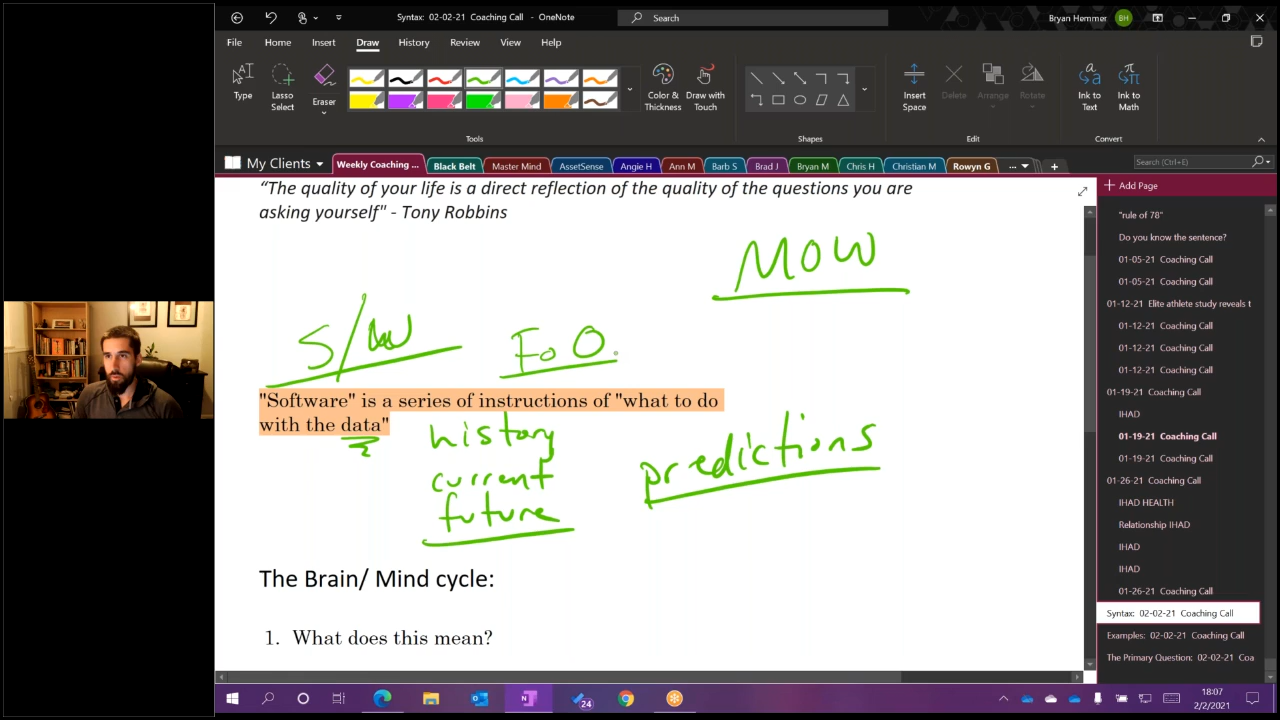 Syntax: 02-02-21 Coaching Call - OneNote
Search
Bryan Hemmer
BH
File Home Insert Draw History Review View Help
Type
Lasso Select
Eraser
Color & Thickness
Draw with Touch
Insert Space
Delete
Arrange
Rotate
Ink to Text
Ink to Math
Tools Shapes Edit Convert
My Clients
Weekly Coaching ... Black Belt Master Mind AssetSense Angie H Ann M Barb S Brad J Bryan M Chris H Christian M Rowyn G ...
Search (Ctrl+E)
“The quality of your life is a direct reflection of the quality of the questions you are
asking yourself" - Tony Robbins
MOW
S/W
FoO
"Software" is a series of instructions of "what to do
with the data"
history
current
future
predictions
The Brain/ Mind cycle:
1. What does this mean?
Add Page
"rule of 78"
Do you know the sentence?
01-05-21 Coaching Call
01-05-21 Coaching Call
01-12-21 Elite athlete study reveals t
01-12-21 Coaching Call
01-12-21 Coaching Call
01-12-21 Coaching Call
01-19-21 Coaching Call
IHAD
01-19-21 Coaching Call
01-19-21 Coaching Call
01-26-21 Coaching Call
IHAD HEALTH
Relationship IHAD
IHAD
IHAD
01-26-21 Coaching Call
Syntax: 02-02-21 Coaching Call
Examples: 02-02-21 Coaching Call
The Primary Question: 02-02-21 Coa
24
18:07
2/2/2021